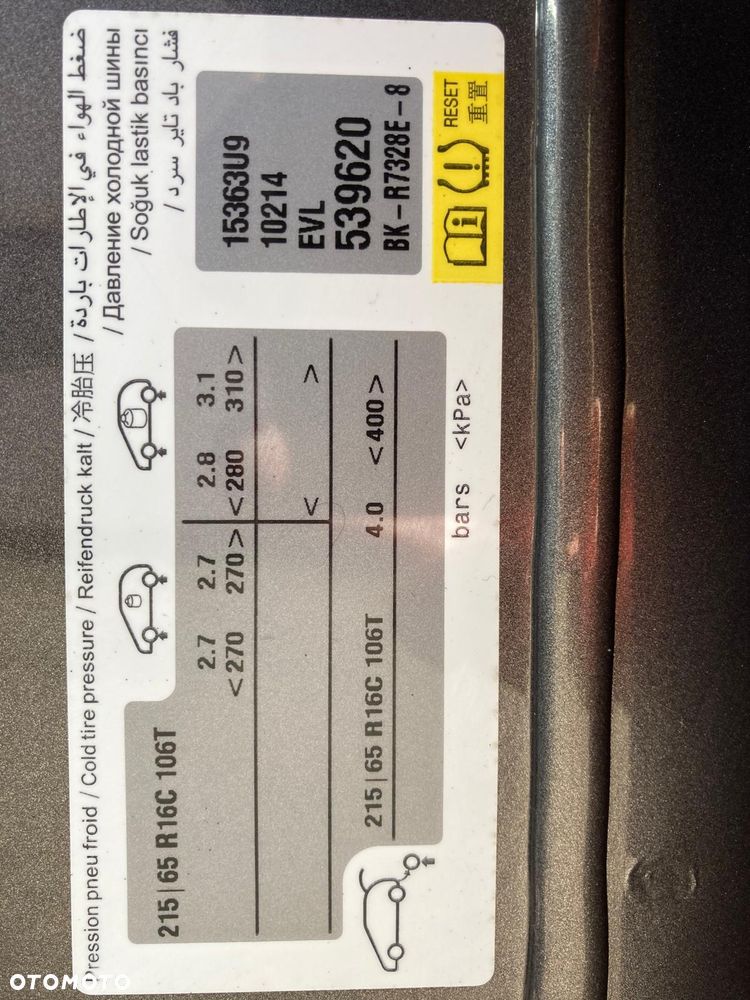 Pression pneu froid / Cold tire pressure / Reifendruck kalt / 冷胎压 / ضغط الهواء في الإطارات باردة
/ Давление холодной шины
/ Soğuk lastik basıncı
/ فشار باد تایر سرد
215|65 R16C 106T
2.7 2.7 2.8 3.1
<270 270> <280 310>
< >
215|65 R16C 106T 4.0 <400>
bars <kPa>
15363U9
10214
EVL
539620
BK-R7328E-8
RESET
重置
OTOMOTO